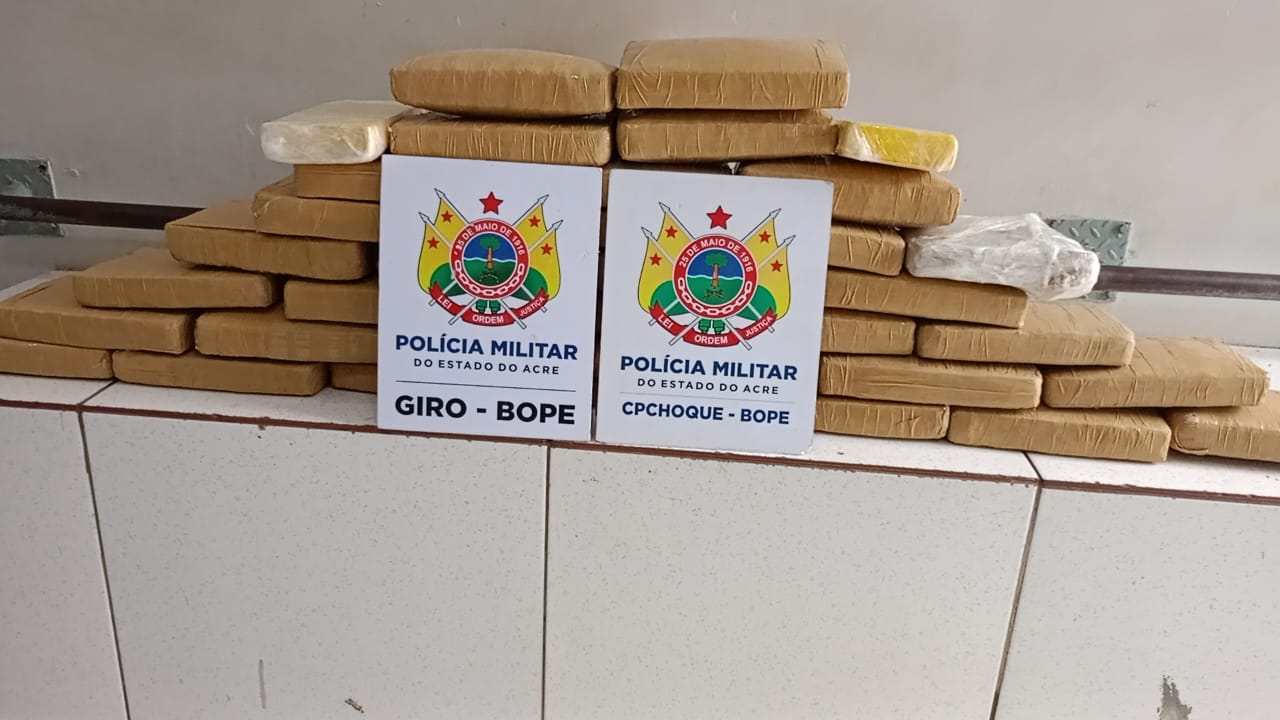 25 DE MAIO DE 1916
LEI ORDEM JUSTIÇA
POLÍCIA MILITAR
DO ESTADO DO ACRE
GIRO - BOPE
25 DE MAIO DE 1916
LEI ORDEM JUSTIÇA
POLÍCIA MILITAR
DO ESTADO DO ACRE
CPCHOQUE - BOPE